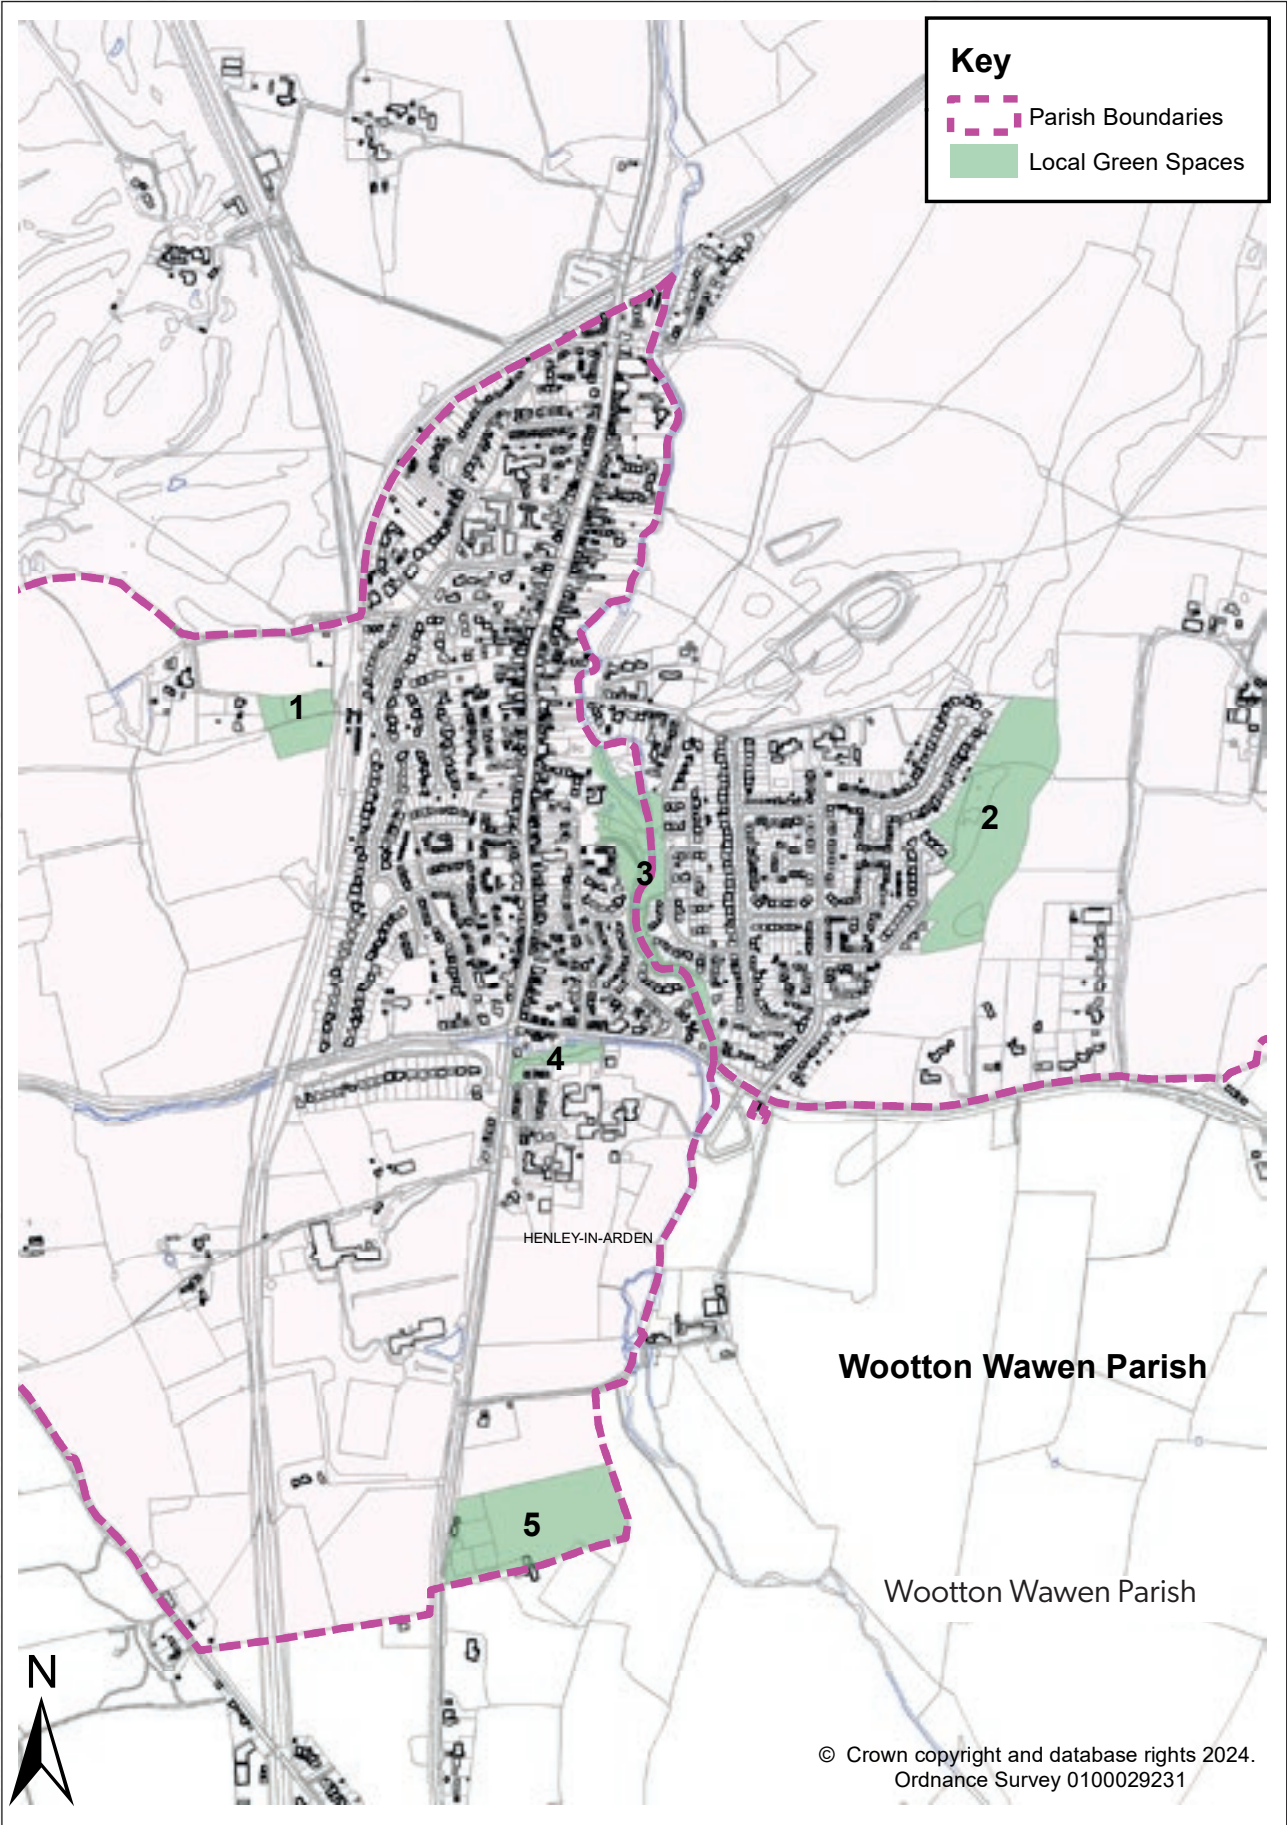 Key
Parish Boundaries
Local Green Spaces
1
2
3
4
HENLEY-IN-ARDEN
Wootton Wawen Parish
5
Wootton Wawen Parish
N
© Crown copyright and database rights 2024.
Ordnance Survey 0100029231